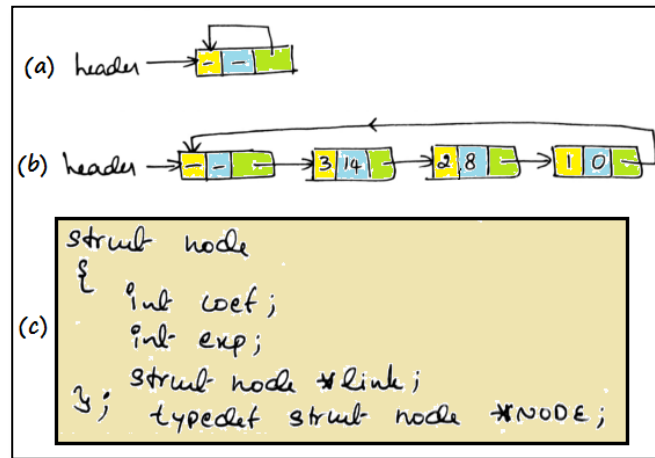 (a) header - -
(b) header - - 3 14 2 8 1 0
struct node
{
int coef;
(c) int exp;
struct node *link;
}; typedef struct node *NODE;